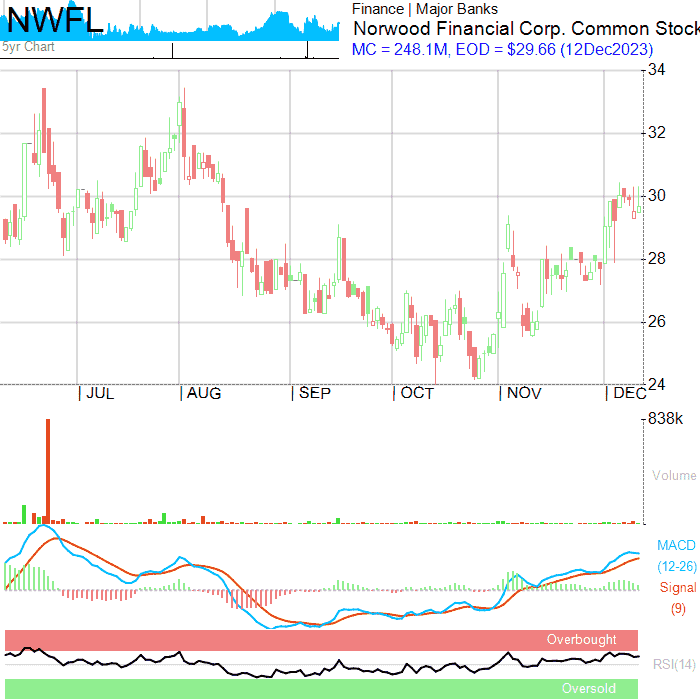 NWFL
5yr Chart
Finance | Major Banks
Norwood Financial Corp. Common Stock
MC = 248.1M, EOD = $29.66 (12Dec2023)
34
32
30
28
26
24
JUL AUG SEP OCT NOV DEC
838k
Volume
MACD
(12-26)
Signal
(9)
Overbought
RSI(14)
Oversold